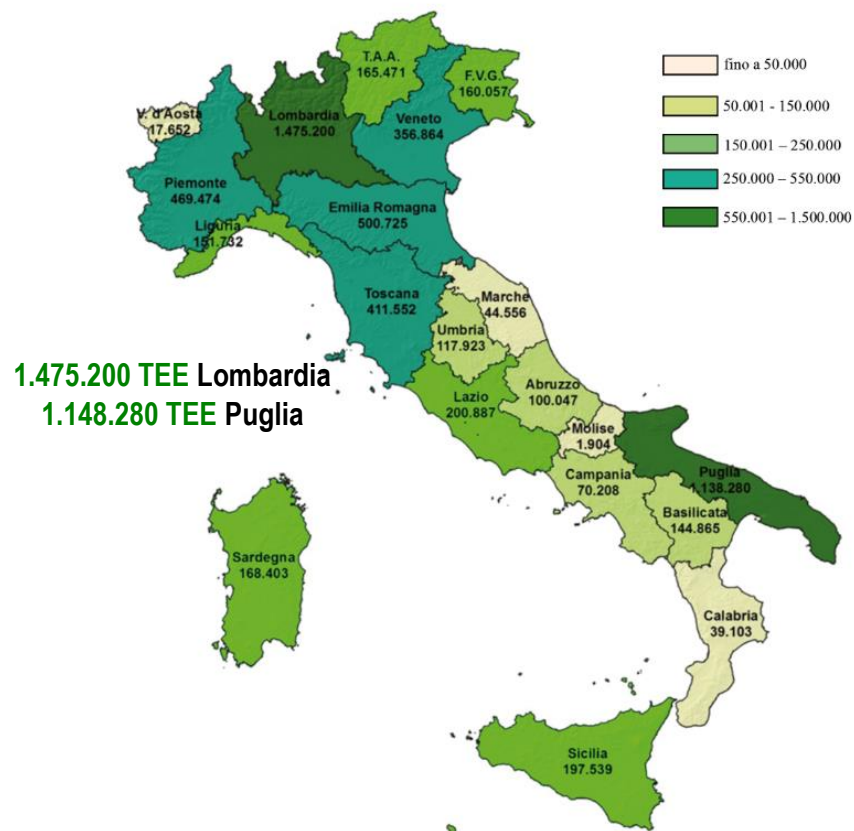 T.A.A.
165.471
F.V.G.
160.057
fino a 50.000
50.001 - 150.000
150.001 – 250.000
250.000 – 550.000
550.001 – 1.500.000
V. d'Aosta
17.652
Lombardia
1.475.200
Veneto
356.864
Piemonte
469.474
Emilia Romagna
500.725
Liguria
151.732
Toscana
411.552
Marche
44.556
Umbria
117.923
1.475.200 TEE Lombardia
1.148.280 TEE Puglia
Lazio
200.887
Abruzzo
100.047
Molise
1.904
Campania
70.208
Puglia
1.138.280
Basilicata
144.865
Sardegna
168.403
Calabria
39.103
Sicilia
197.539